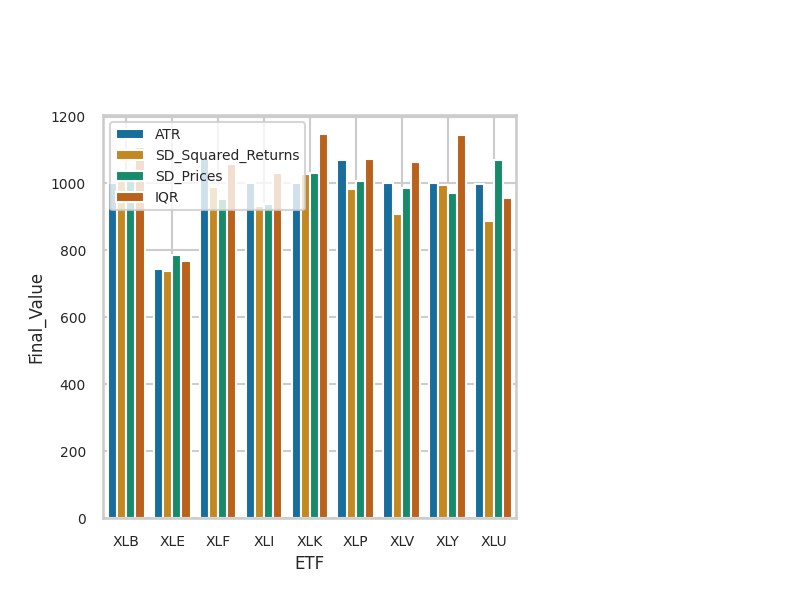 1200
1000
800
600
400
200
0
Final_Value
ATR
SD_Squared_Returns
SD_Prices
IQR
XLB XLE XLF XLI XLK XLP XLV XLY XLU
ETF